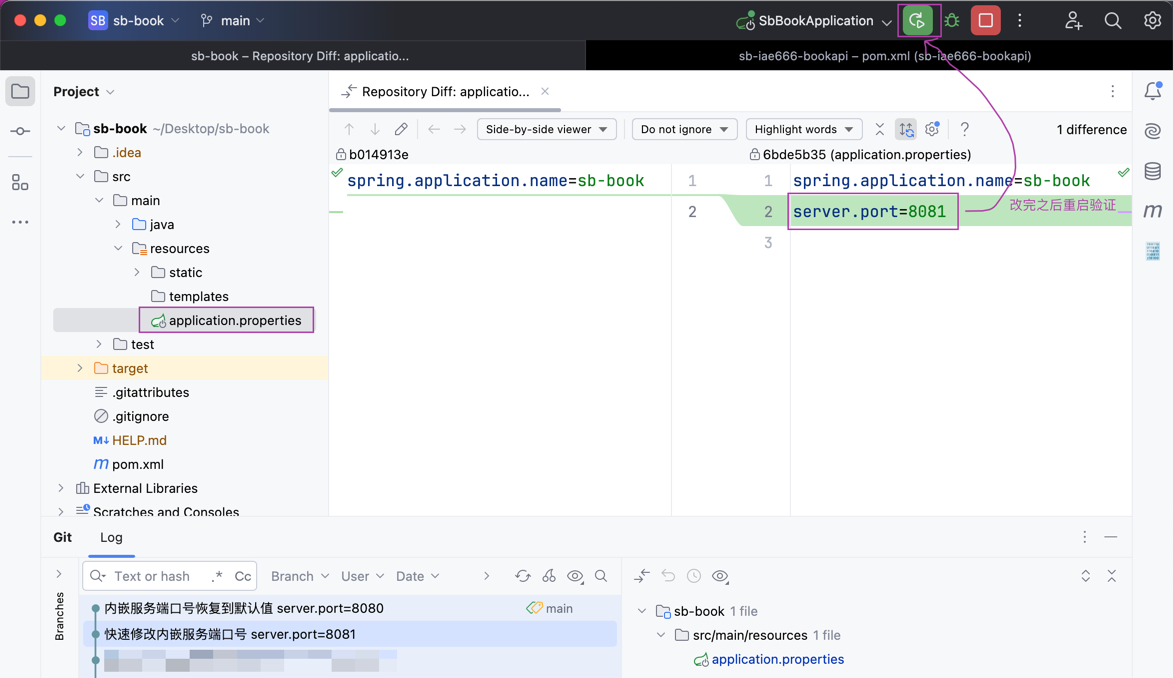 SB sb-book main SbBookApplication
sb-book – Repository Diff: applicatio... sb-iae666-bookapi – pom.xml (sb-iae666-bookapi)
Project
sb-book ~/Desktop/sb-book
.idea
src
main
java
resources
static
templates
application.properties
test
target
.gitattributes
.gitignore
M↓ HELP.md
m pom.xml
External Libraries
Scratches and Consoles
Repository Diff: applicatio...
Side-by-side viewer Do not ignore Highlight words ? 1 difference
b014913e 6bde5b35 (application.properties)
spring.application.name=sb-book 1 1 spring.application.name=sb-book
2 2 server.port=8081 改完之后重启验证
3
m
Git Log
Branches
Text or hash .* Cc Branch User Date
内嵌服务端口号恢复到默认值 server.port=8080 main
快速修改内嵌服务端口号 server.port=8081
sb-book 1 file
src/main/resources 1 file
application.properties